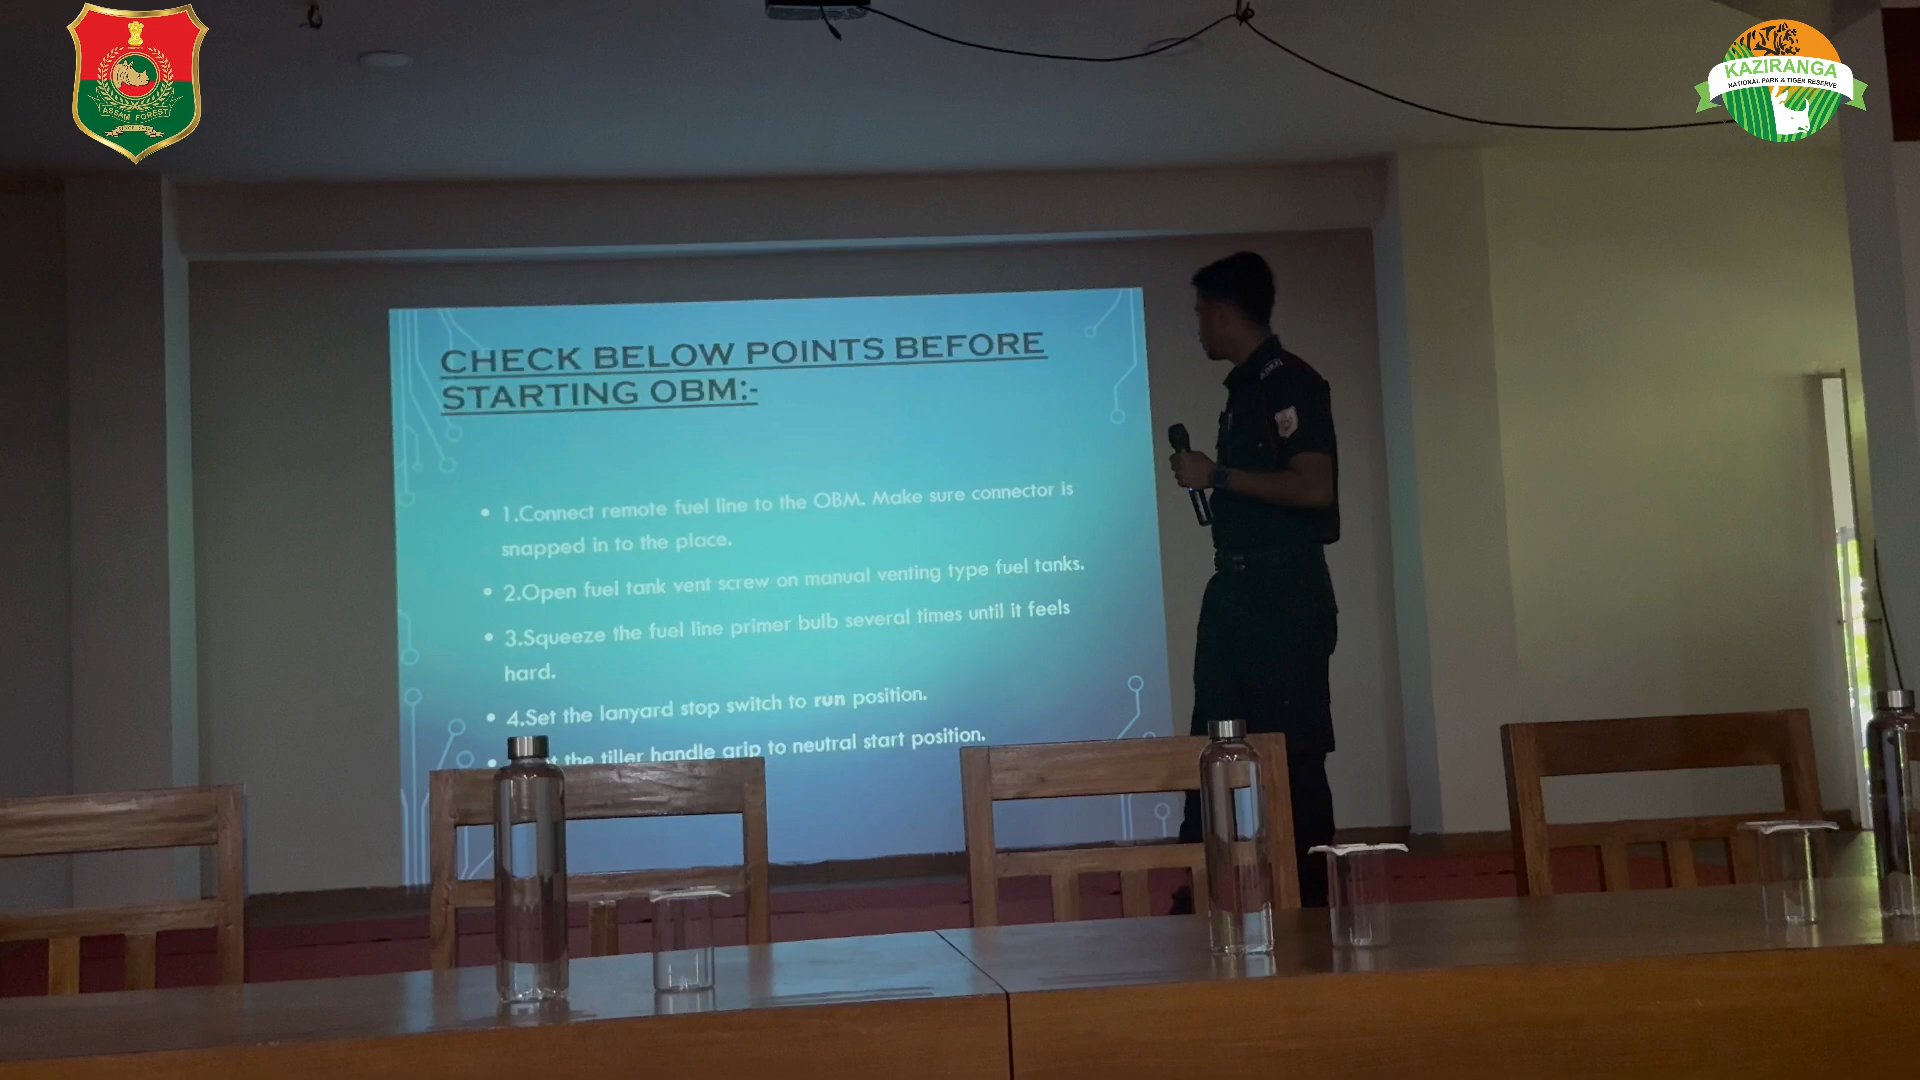 ASSAM FOREST
KAZIRANGA
NATIONAL PARK & TIGER RESERVE
CHECK BELOW POINTS BEFORE
STARTING OBM:-
• 1.Connect remote fuel line to the OBM. Make sure connector is
snapped in to the place.
• 2.Open fuel tank vent screw on manual venting type fuel tanks.
• 3.Squeeze the fuel line primer bulb several times until it feels
hard.
• 4.Set the lanyard stop switch to run position.
• the tiller handle grip to neutral start position.